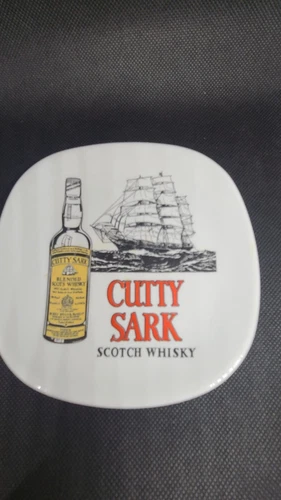 CUTTY SARK
BLENDED
SCOTS WHISKY
CUTTY
SARK
SCOTCH WHISKY